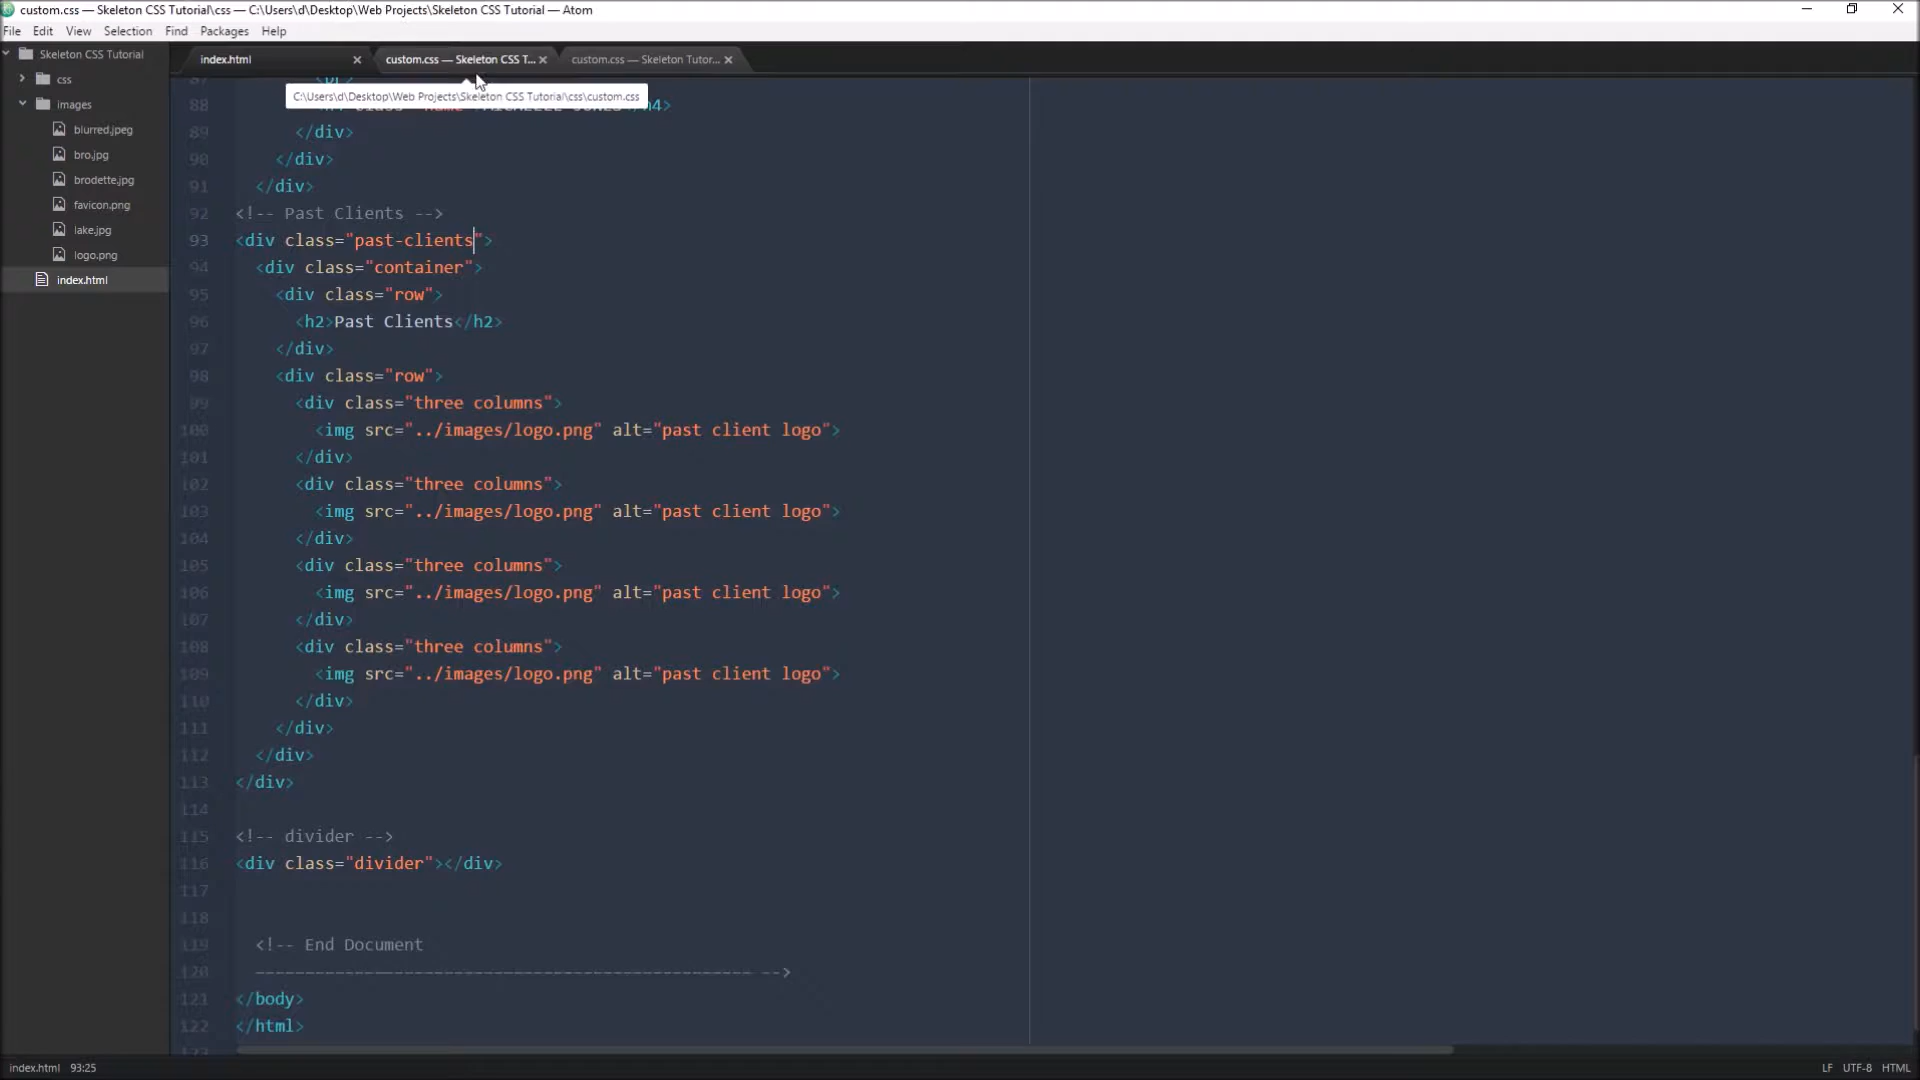 custom.css — Skeleton CSS Tutorial\css — C:\Users\d\Desktop\Web Projects\Skeleton CSS Tutorial — Atom
File Edit View Selection Find Packages Help
Skeleton CSS Tutorial
css
images
blurred.jpeg
bro.jpg
brodette.jpg
favicon.png
lake.jpg
logo.png
index.html
index.html custom.css — Skeleton CSS T... custom.css — Skeleton Tutor...
C:\Users\d\Desktop\Web Projects\Skeleton CSS Tutorial\css\custom.css
87
88 h4>
89 </div>
90 </div>
91 </div>
92 <!-- Past Clients -->
93 <div class="past-clients">
94 <div class="container">
95 <div class="row">
96 <h2>Past Clients</h2>
97 </div>
98 <div class="row">
99 <div class="three columns">
100 <img src="../images/logo.png" alt="past client logo">
101 </div>
102 <div class="three columns">
103 <img src="../images/logo.png" alt="past client logo">
104 </div>
105 <div class="three columns">
106 <img src="../images/logo.png" alt="past client logo">
107 </div>
108 <div class="three columns">
109 <img src="../images/logo.png" alt="past client logo">
110 </div>
111 </div>
112 </div>
113 </div>
114
115 <!-- divider -->
116 <div class="divider"></div>
117
118
119 <!-- End Document
120 –––––––––––––––––––––––––––––––––––––––––––––––––– -->
121 </body>
122 </html>
123
index.html 93:25 LF UTF-8 HTML